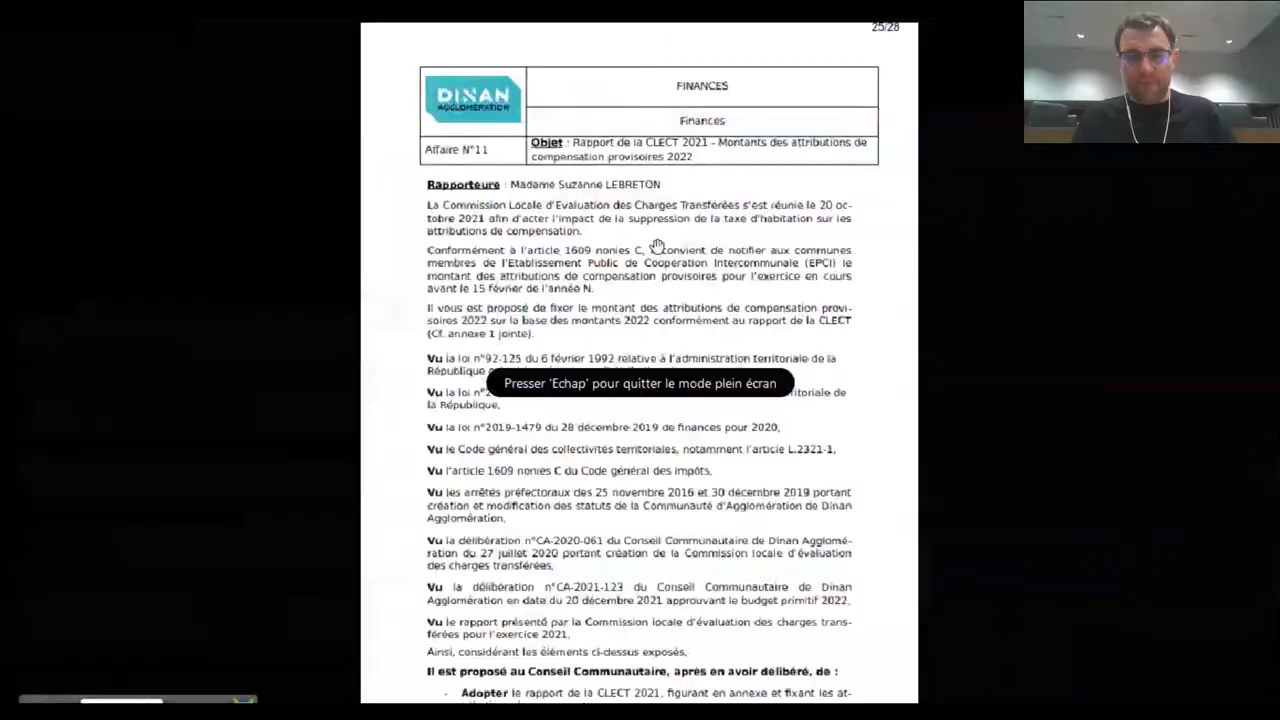 25/28
DINAN
AGGLOMÉRATION
FINANCES
Finances
Affaire N°11
Objet : Rapport de la CLECT 2021 - Montants des attributions de
compensation provisoires 2022
Rapporteure : Madame Suzanne LEBRETON
La Commission Locale d'Evaluation des Charges Transférées s'est réunie le 20 oc-
tobre 2021 afin d'acter l'impact de la suppression de la taxe d'habitation sur les
attributions de compensation.
Conformément à l'article 1609 nonies C, convient de notifier aux communes
membres de l'Etablissement Public de Coopération Intercommunale (EPCI) le
montant des attributions de compensation provisoires pour l'exercice en cours
avant le 15 février de l'année N.
Il vous est proposé de fixer le montant des attributions de compensation provi-
soires 2022 sur la base des montants 2022 conformément au rapport de la CLECT
(Cf. annexe 1 jointe).
Vu la loi n°92-125 du 6 février 1992 relative à l'administration territoriale de la
République
Presser 'Echap' pour quitter le mode plein écran
Vu la loi n°2 itoriale de
la République,
Vu la loi n°2019-1479 du 28 décembre 2019 de finances pour 2020,
Vu le Code général des collectivités territoriales, notamment l'article L.2321-1,
Vu l'article 1609 nonies C du Code général des impôts,
Vu les arrêtés préfectoraux des 25 novembre 2016 et 30 décembre 2019 portant
création et modification des statuts de la Communauté d'Agglomération de Dinan
Agglomération,
Vu la délibération n°CA-2020-061 du Conseil Communautaire de Dinan Agglomé-
ration du 27 juillet 2020 portant création de la Commission locale d'évaluation
des charges transférées,
Vu la délibération n°CA-2021-123 du Conseil Communautaire de Dinan
Agglomération en date du 20 décembre 2021 approuvant le budget primitif 2022,
Vu le rapport présenté par la Commission locale d'évaluation des charges trans-
férées pour l'exercice 2021,
Ainsi, considérant les éléments ci-dessus exposés,
Il est proposé au Conseil Communautaire, après en avoir délibéré, de :
- Adopter le rapport de la CLECT 2021, figurant en annexe et fixant les at-